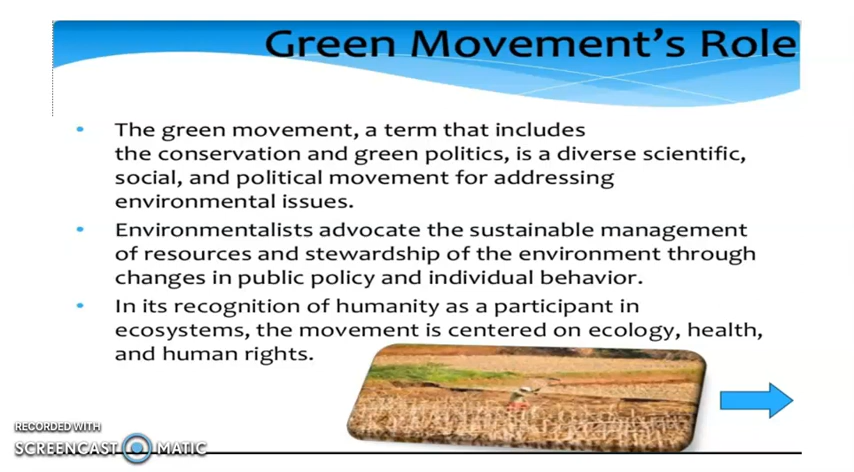 Green Movement's Role
• The green movement, a term that includes
the conservation and green politics, is a diverse scientific,
social, and political movement for addressing
environmental issues.
• Environmentalists advocate the sustainable management
of resources and stewardship of the environment through
changes in public policy and individual behavior.
• In its recognition of humanity as a participant in
ecosystems, the movement is centered on ecology, health,
and human rights.
RECORDED WITH
SCREENCAST MATIC